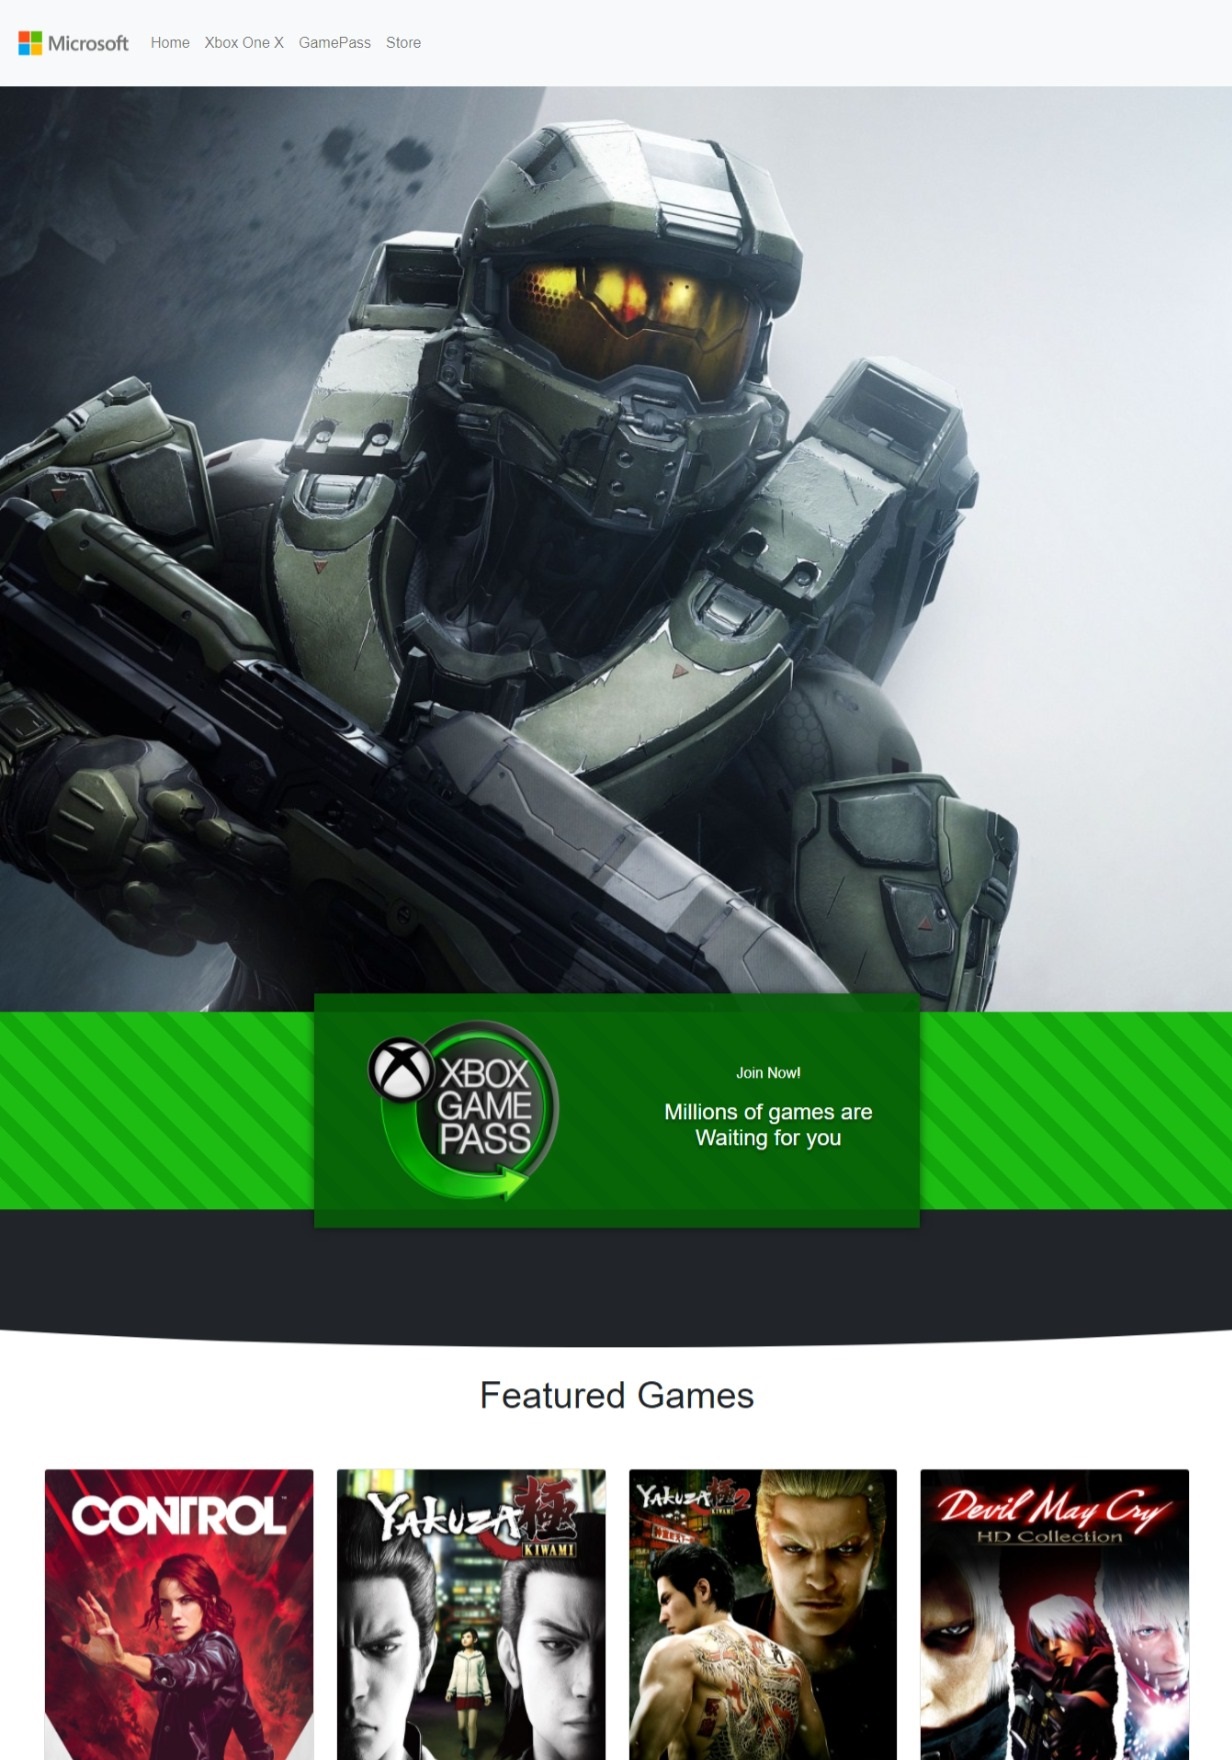 Microsoft Home Xbox One X GamePass Store
XBOX
GAME
PASS
Join Now!
Millions of games are
Waiting for you
Featured Games
CONTROL
YAKUZA 極
KIWAMI
YAKUZA 極 2
KIWAMI
Devil May Cry
HD Collection